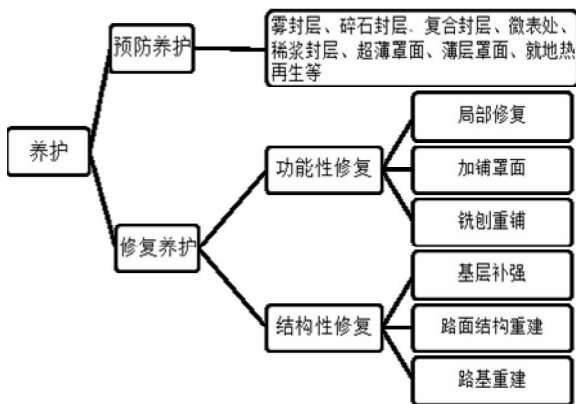 雾封层、碎石封层、复合封层、微表处、
稀浆封层、超薄罩面、薄层罩面、就地热
再生等
预防养护
养护
修复养护
功能性修复
局部修复
加铺罩面
铣刨重铺
结构性修复
基层补强
路面结构重建
路基重建